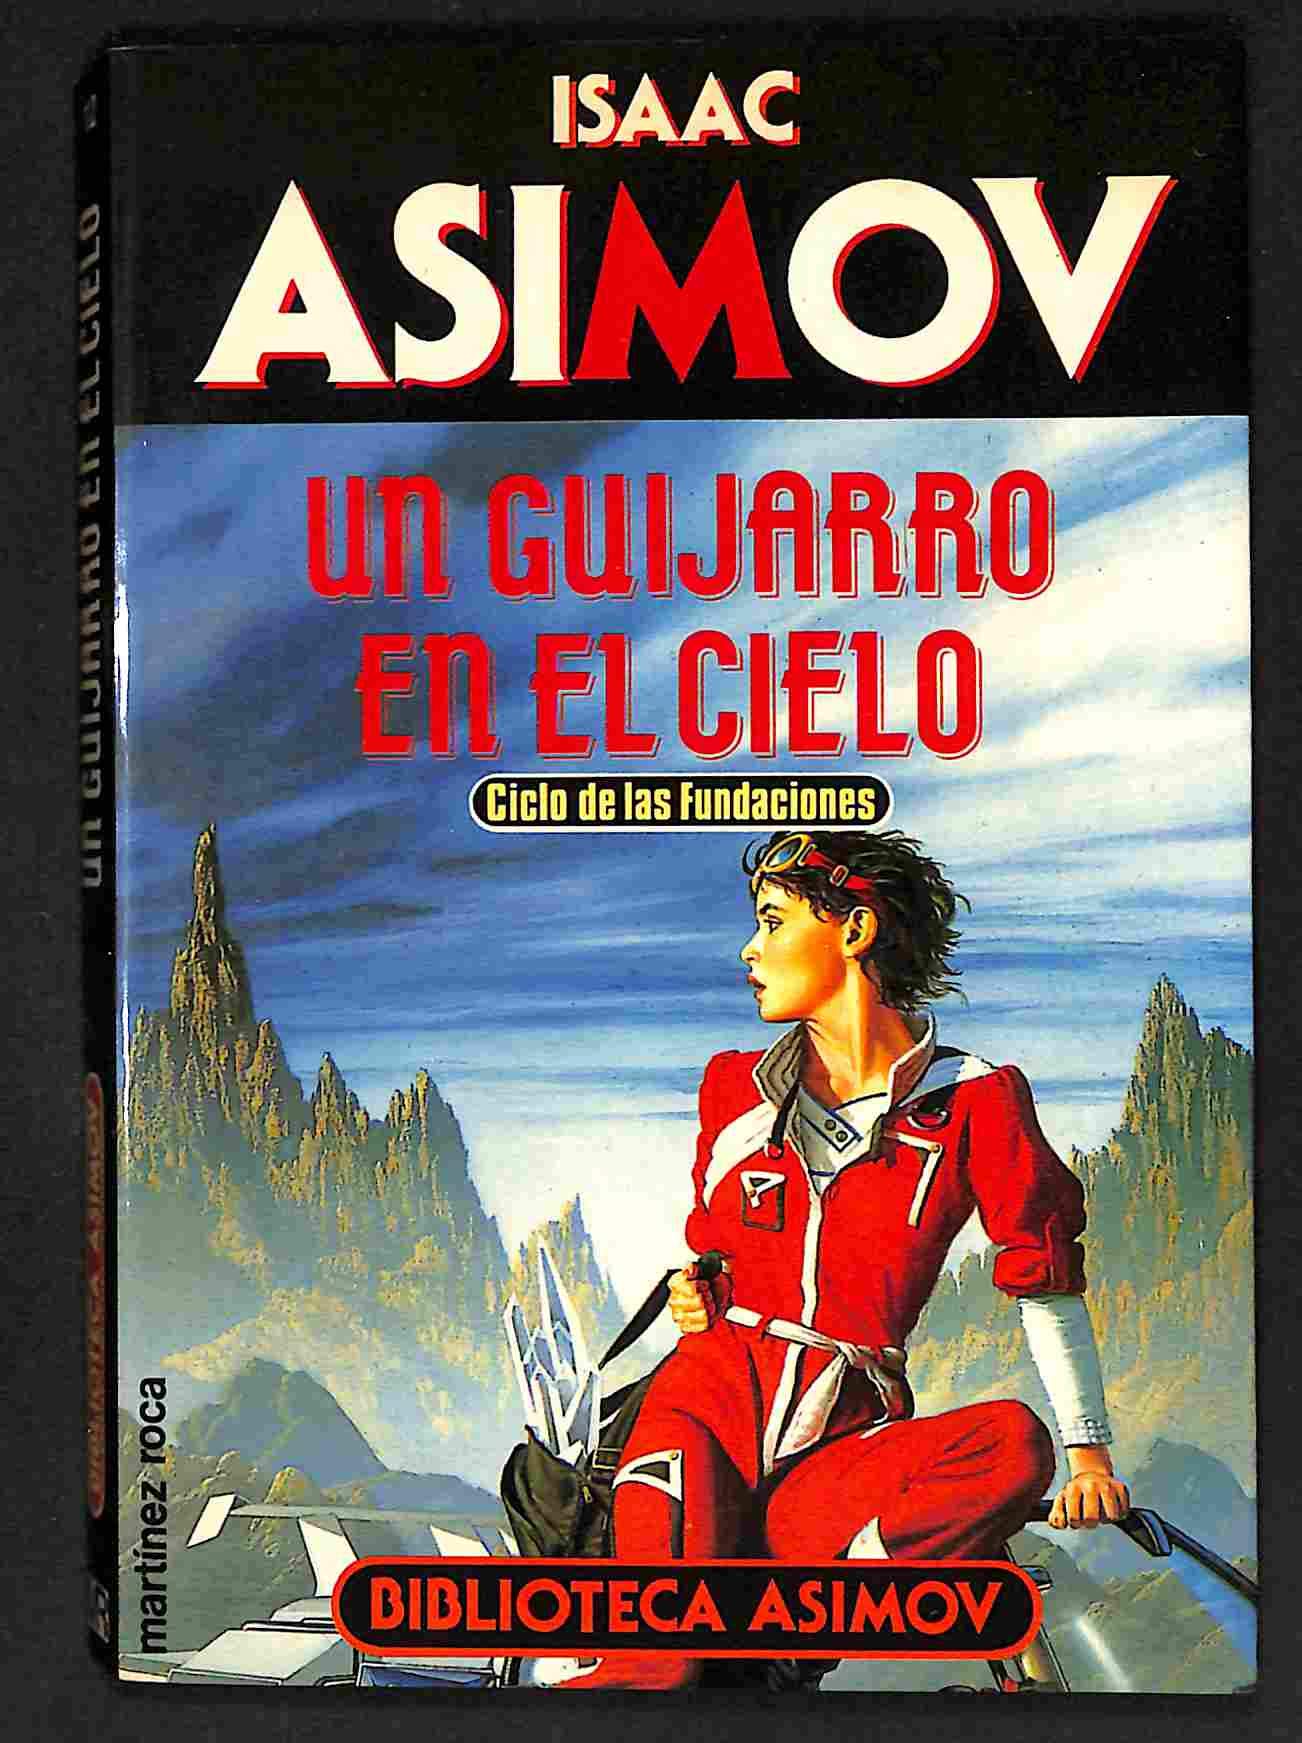 ISAAC
ASIMOV
UN GUIJARRO
EN EL CIELO
Ciclo de las Fundaciones
martínez roca
BIBLIOTECA ASIMOV
UN GUIJARRO EN EL CIELO
BIBLIOTECA ASIMOV